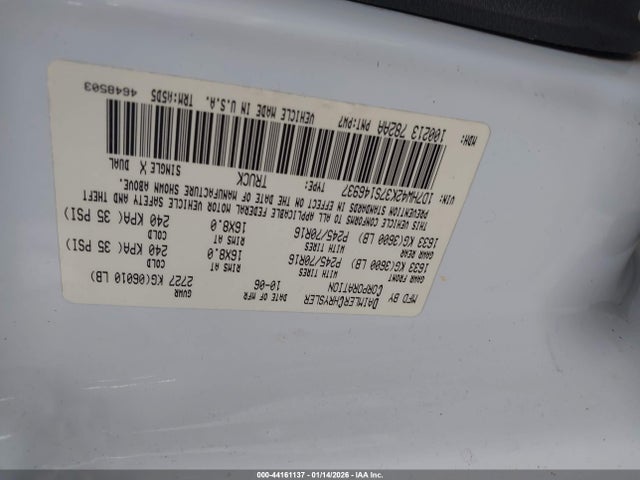 MFD BY DAIMLERCHRYSLER CORPORATION
DATE OF MFR 10-06
GVWR 2727 KG(06010 LB)
GAWR FRONT WITH TIRES RIMS AT COLD
1633 KG(3600 LB) P245/70R16 16X8.0 240 KPA( 35 PSI)
GAWR REAR WITH TIRES RIMS AT COLD
1633 KG(3600 LB) P245/70R16 16X8.0 240 KPA( 35 PSI)
THIS VEHICLE CONFORMS TO ALL APPLICABLE FEDERAL MOTOR VEHICLE SAFETY AND THEFT
PREVENTION STANDARDS IN EFFECT ON THE DATE OF MANUFACTURE SHOWN ABOVE.
VIN: 1D7HW42K37S146937 TYPE: TRUCK SINGLE X DUAL
MDH: 100213 782AA PNT:PW7 VEHICLE MADE IN U.S.A. TRM:A5D5
4648503
000-44161137 - 01/14/2026 - IAA Inc.